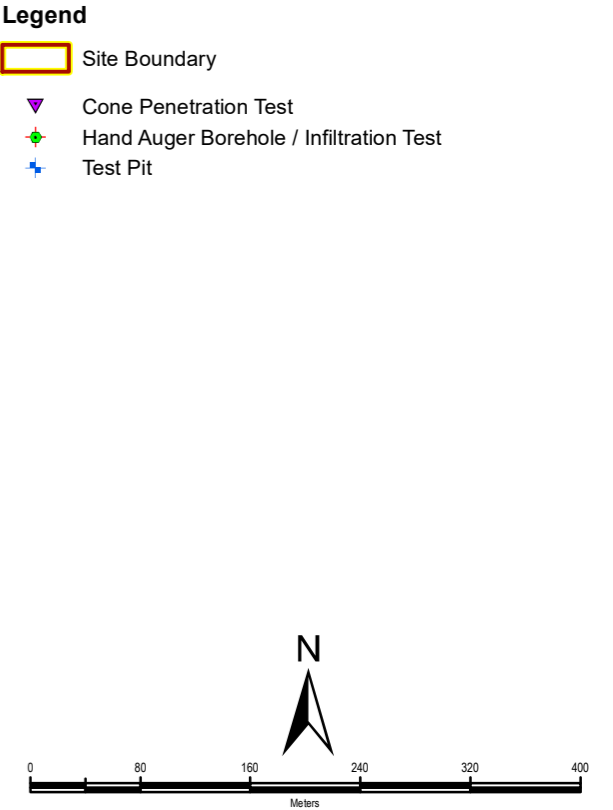 Legend
Site Boundary
Cone Penetration Test
Hand Auger Borehole / Infiltration Test
Test Pit
N
0 80 160 240 320 400
Meters